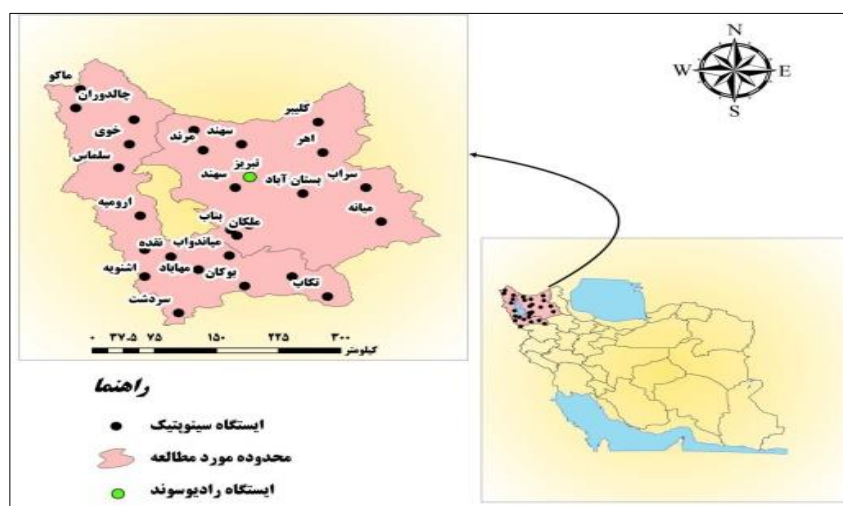 N
W E
S
ماکو
چالدوران
خوی
سلماس
ارومیه
نقده
اشنویه
سردشت
کلیبر
سهند
مرند
اهر
تبریز
سهند
بستان آباد
سراب
میانه
بناب
ملکان
میاندواب
مهاباد
بوکان
تکاب
۰ ۳۷.۵ ۷۵ ۱۵۰ ۲۲۵ ۳۰۰
کیلومتر
راهنما
ایستگاه سینوپتیک
محدوده مورد مطالعه
ایستگاه رادیوسوند